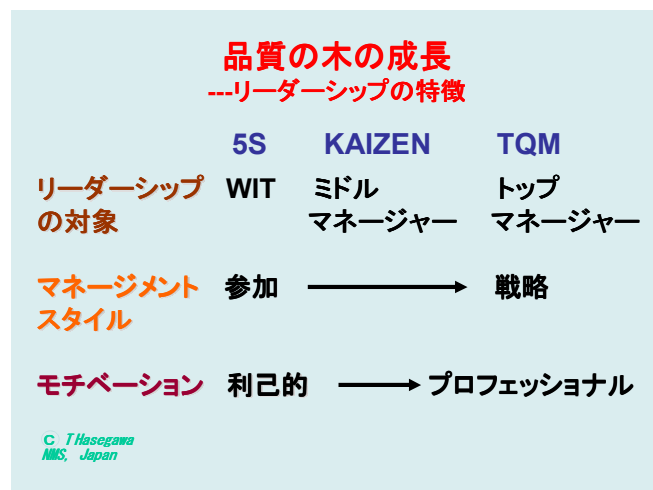 品質の木の成長
---リーダーシップの特徴
5S KAIZEN TQM
リーダーシップ WIT ミドル トップ
の対象 マネージャー マネージャー
マネージメント 参加 戦略
スタイル
モチベーション 利己的 プロフェッショナル
C T Hasegawa
NMS, Japan